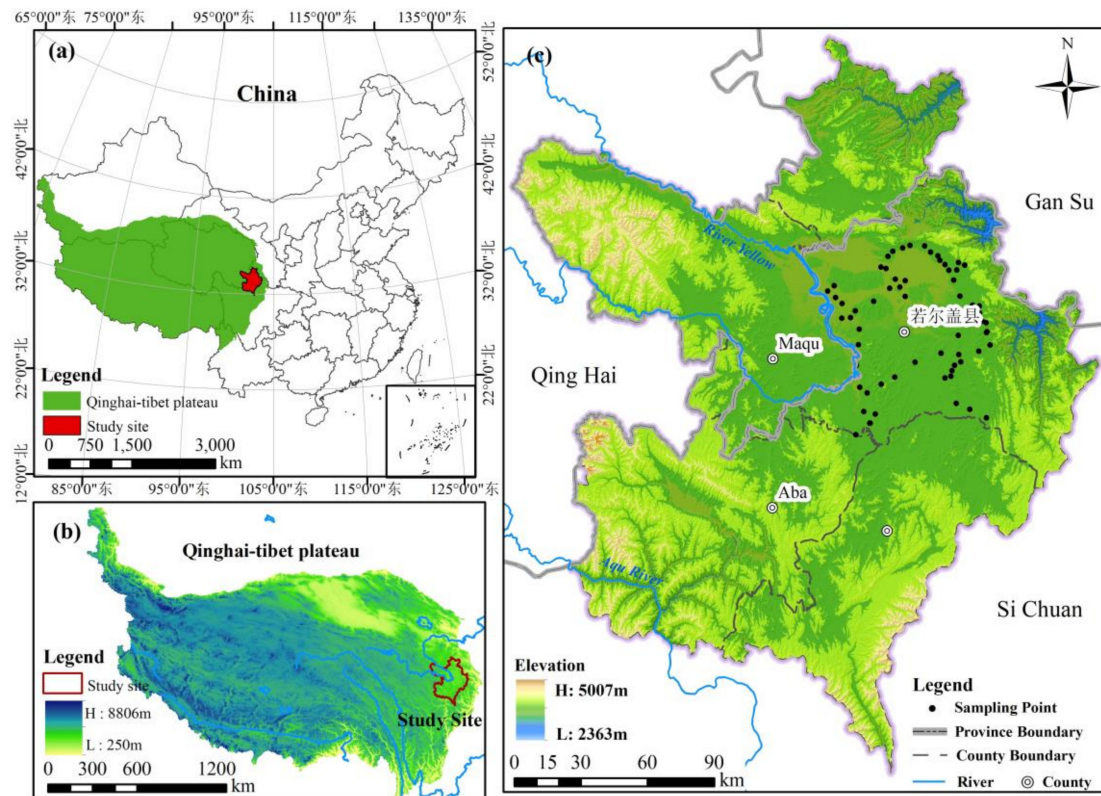 65°0'0"东 75°0'0"东 95°0'0"东 115°0'0"东 135°0'0"东
(a)
China
52°0'0"北
42°0'0"北
42°0'0"北
32°0'0"北
32°0'0"北
22°0'0"北
22°0'0"北
12°0'0"北
Legend
Qinghai-tibet plateau
Study site
0 750 1,500 3,000
km
85°0'0"东 95°0'0"东 105°0'0"东 115°0'0"东 125°0'0"东
(b)
Qinghai-tibet plateau
Legend
Study site
H : 8806m
L : 250m
Study Site
0 300 600 1200
km
(c)
N
Gan Su
River Yellow
若尔盖县
Maqu
Qing Hai
Aba
Aqu River
Si Chuan
Elevation
H: 5007m
L: 2363m
0 15 30 60 90
km
Legend
Sampling Point
Province Boundary
County Boundary
River County